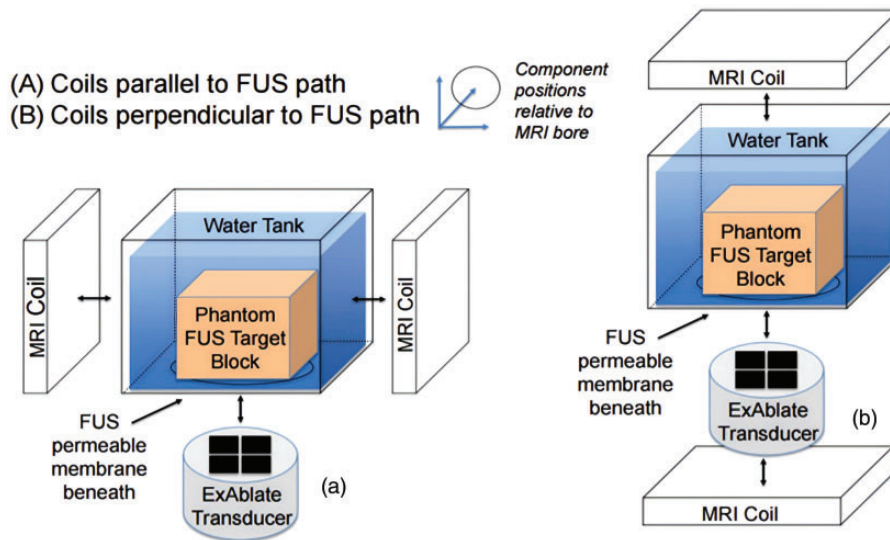 (A) Coils parallel to FUS path
(B) Coils perpendicular to FUS path
Component
positions
relative to
MRI bore
MRI Coil
Water Tank
Phantom
FUS Target
Block
MRI Coil
FUS
permeable
membrane
beneath
ExAblate
Transducer
(a)
MRI Coil
Water Tank
Phantom
FUS Target
Block
FUS
permeable
membrane
beneath
ExAblate
Transducer
(b)
MRI Coil